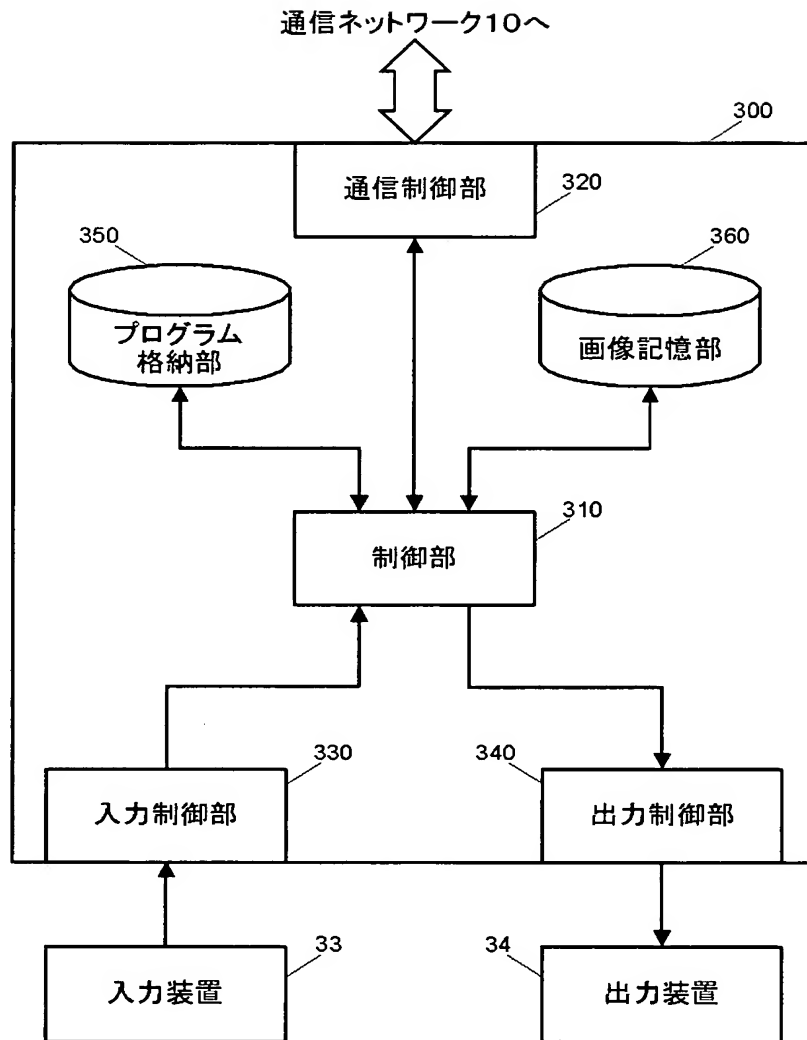 通信ネットワーク10へ
300
通信制御部
320
350
360
プログラム
格納部
画像記憶部
310
制御部
330
340
入力制御部
出力制御部
33
34
入力装置
出力装置